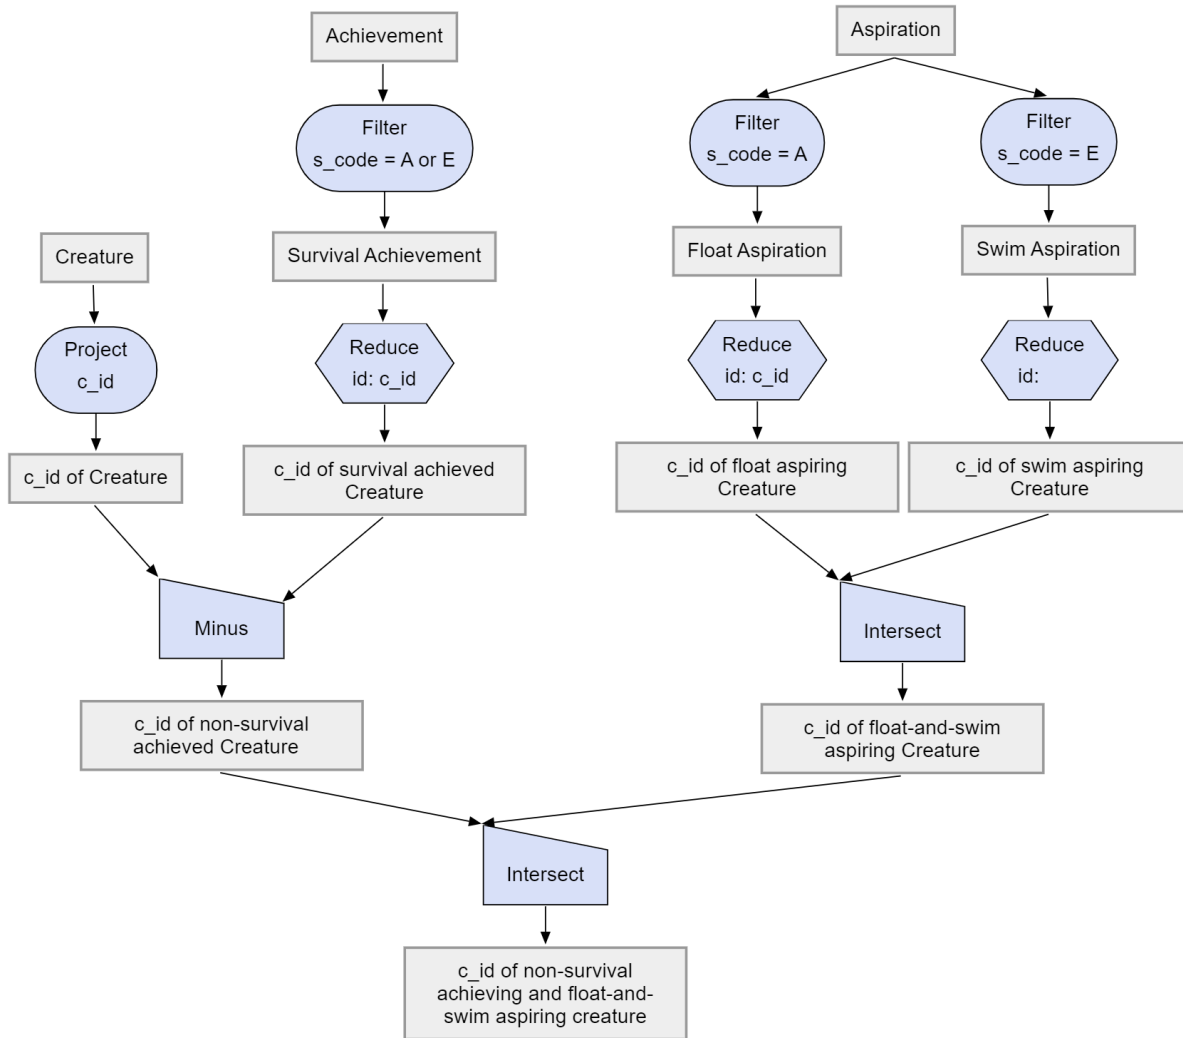 Achievement
Aspiration
Filter
s_code = A or E
Filter
s_code = A
Filter
s_code = E
Creature
Survival Achievement
Float Aspiration
Swim Aspiration
Project
c_id
Reduce
id: c_id
Reduce
id: c_id
Reduce
id:
c_id of Creature
c_id of survival achieved
Creature
c_id of float aspiring
Creature
c_id of swim aspiring
Creature
Minus
Intersect
c_id of non-survival
achieved Creature
c_id of float-and-swim
aspiring Creature
Intersect
c_id of non-survival
achieving and float-and-
swim aspiring creature